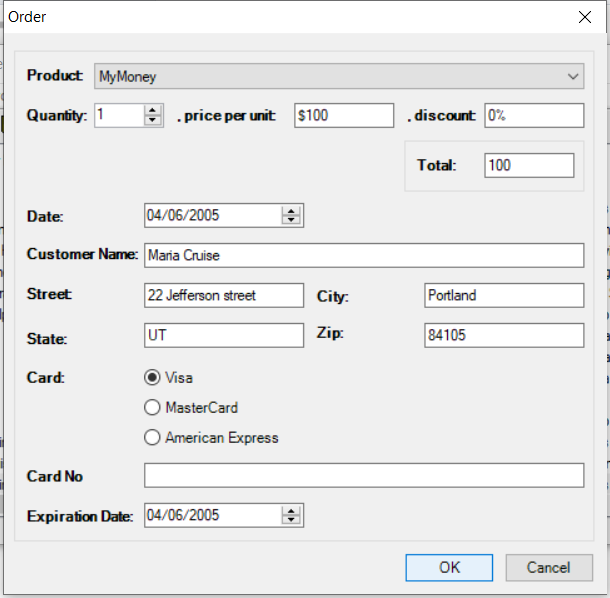 Order
Product: MyMoney
Quantity: 1 . price per unit: $100 . discount: 0%
Total: 100
Date: 04/06/2005
Customer Name: Maria Cruise
Street: 22 Jefferson street City: Portland
State: UT Zip: 84105
Card: Visa
MasterCard
American Express
Card No
Expiration Date: 04/06/2005
OK Cancel